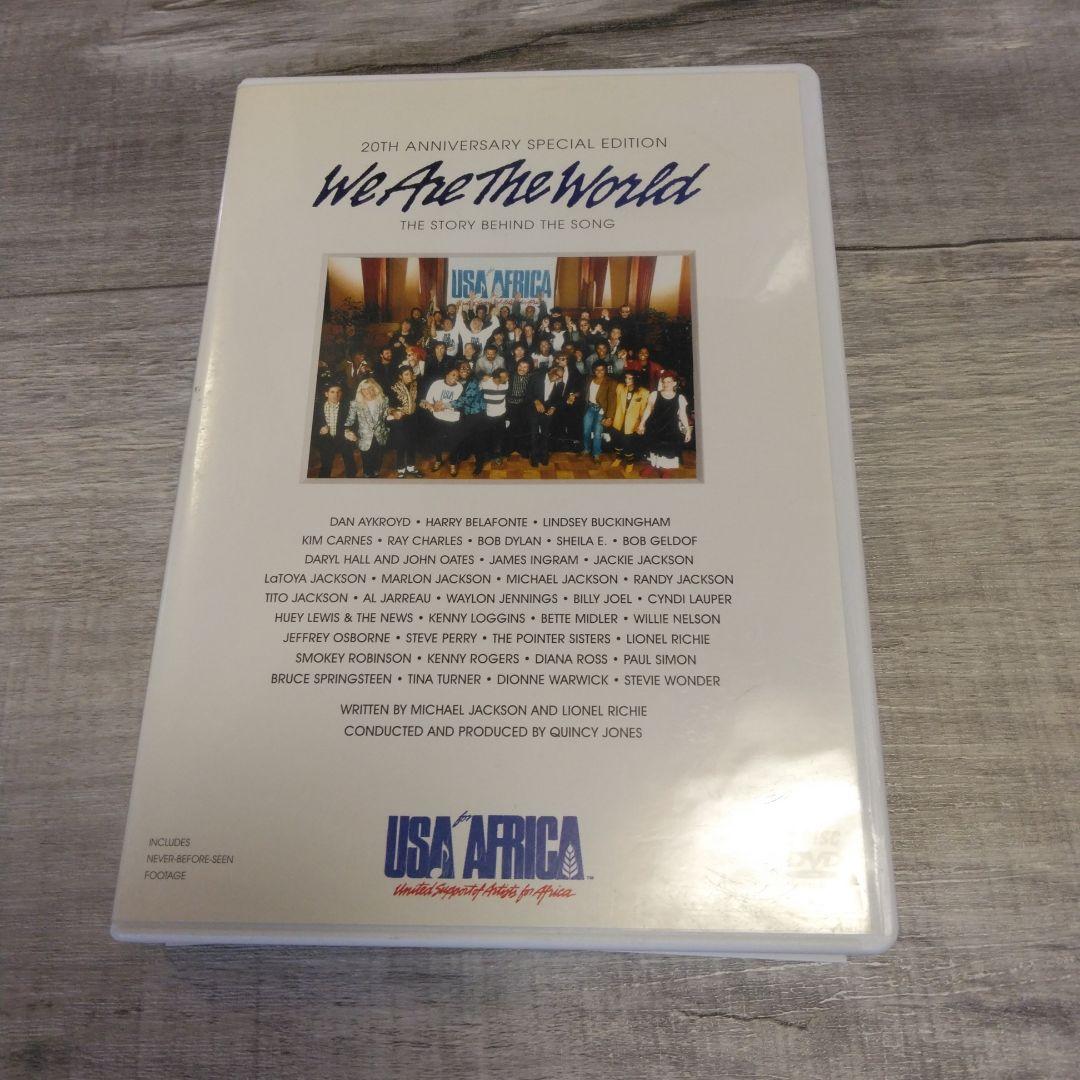 20TH ANNIVERSARY SPECIAL EDITION
We Are The World
THE STORY BEHIND THE SONG
USA for AFRICA
DAN AYKROYD • HARRY BELAFONTE • LINDSEY BUCKINGHAM
KIM CARNES • RAY CHARLES • BOB DYLAN • SHEILA E. • BOB GELDOF
DARYL HALL AND JOHN OATES • JAMES INGRAM • JACKIE JACKSON
LaTOYA JACKSON • MARLON JACKSON • MICHAEL JACKSON • RANDY JACKSON
TITO JACKSON • AL JARREAU • WAYLON JENNINGS • BILLY JOEL • CYNDI LAUPER
HUEY LEWIS & THE NEWS • KENNY LOGGINS • BETTE MIDLER • WILLIE NELSON
JEFFREY OSBORNE • STEVE PERRY • THE POINTER SISTERS • LIONEL RICHIE
SMOKEY ROBINSON • KENNY ROGERS • DIANA ROSS • PAUL SIMON
BRUCE SPRINGSTEEN • TINA TURNER • DIONNE WARWICK • STEVIE WONDER
WRITTEN BY MICHAEL JACKSON AND LIONEL RICHIE
CONDUCTED AND PRODUCED BY QUINCY JONES
INCLUDES
NEVER-BEFORE-SEEN
FOOTAGE
USA for AFRICA™
United Support of Artists for Africa
DISC
DVD